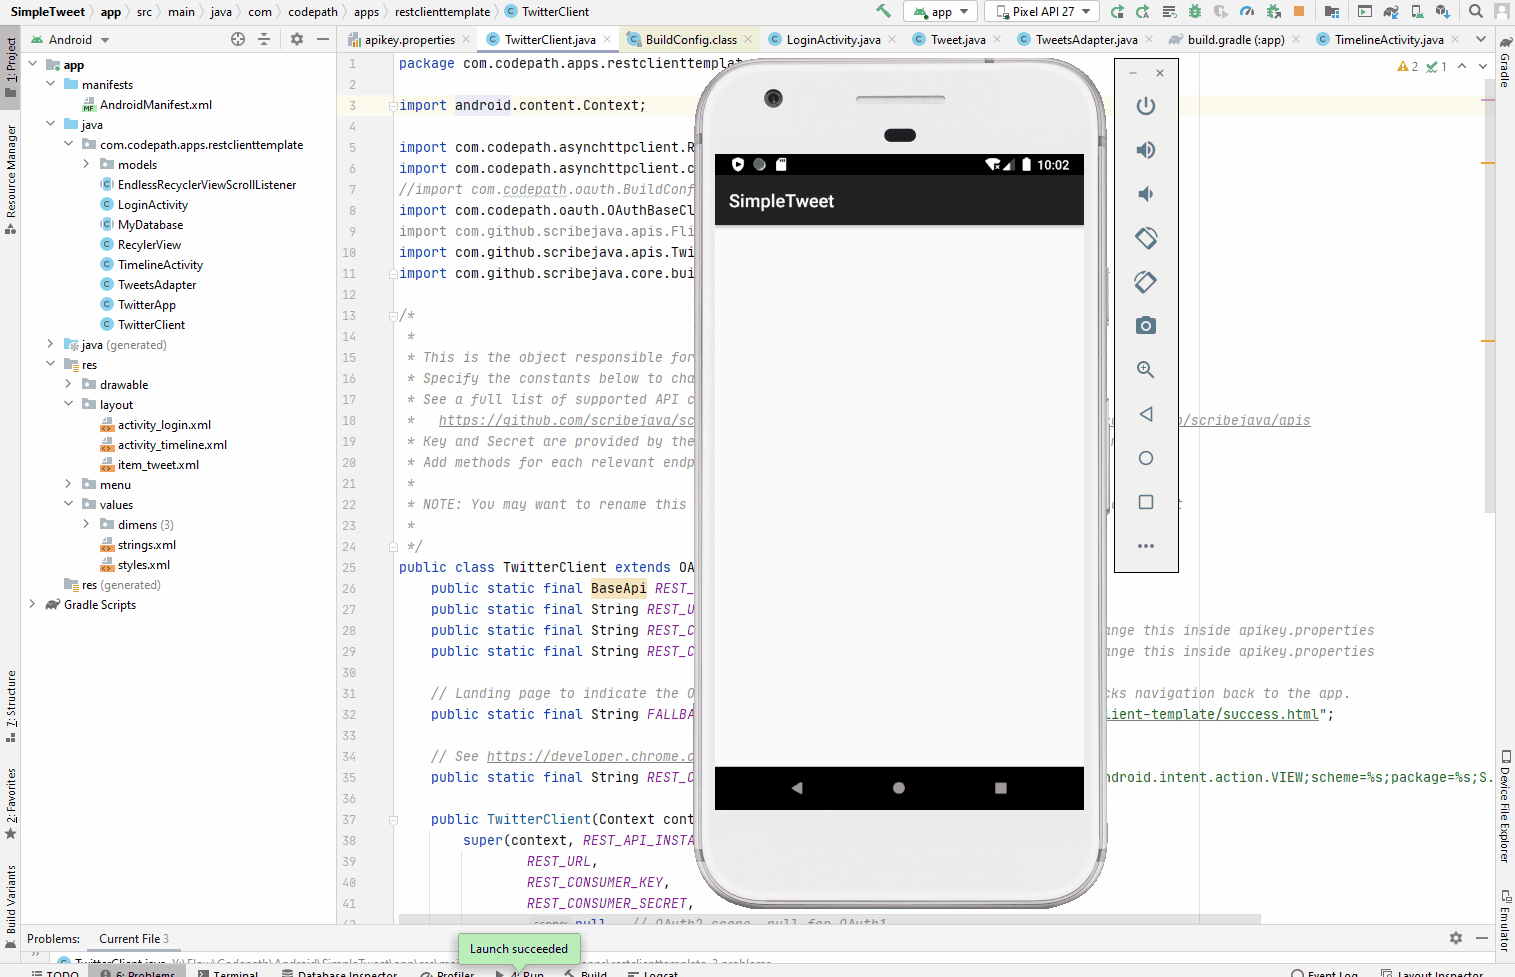 SimpleTweet app src main java com codepath apps restclienttemplate TwitterClient app Pixel API 27
Android apikey.properties TwitterClient.java BuildConfig.class LoginActivity.java Tweet.java TweetsAdapter.java build.gradle (:app) TimelineActivity.java
1: Project
Resource Manager
7: Structure
2: Favorites
Build Variants
app
manifests
AndroidManifest.xml
java
com.codepath.apps.restclienttemplate
models
EndlessRecyclerViewScrollListener
LoginActivity
MyDatabase
RecylerView
TimelineActivity
TweetsAdapter
TwitterApp
TwitterClient
java (generated)
res
drawable
layout
activity_login.xml
activity_timeline.xml
item_tweet.xml
menu
values
dimens (3)
strings.xml
styles.xml
res (generated)
Gradle Scripts
1 package com.codepath.apps.restclienttemplat
2
3 import android.content.Context;
4
5 import com.codepath.asynchttpclient.R
6 import com.codepath.asynchttpclient.c
7 //import com.codepath.oauth.BuildConf
8 import com.codepath.oauth.OAuthBaseCl
9 import com.github.scribejava.apis.Fli
10 import com.github.scribejava.apis.Twi
11 import com.github.scribejava.core.bui
12
13 /*
14 *
15 * This is the object responsible for
16 * Specify the constants below to cha
17 * See a full list of supported API c
18 * https://github.com/scribejava/sc /scribejava/apis
19 * Key and Secret are provided by the
20 * Add methods for each relevant endp
21 *
22 * NOTE: You may want to rename this
23 *
24 */
25 public class TwitterClient extends OA
26 public static final BaseApi REST_
27 public static final String REST_U
28 public static final String REST_C ange this inside apikey.properties
29 public static final String REST_C ange this inside apikey.properties
30
31 // Landing page to indicate the O cks navigation back to the app.
32 public static final String FALLBA lient-template/success.html";
33
34 // See https://developer.chrome.c
35 public static final String REST_C ndroid.intent.action.VIEW;scheme=%s;package=%s;S.
36
37 public TwitterClient(Context cont
38 super(context, REST_API_INSTA
39 REST_URL,
40 REST_CONSUMER_KEY,
41 REST_CONSUMER_SECRET,
null, // OAuth2 scope, null for OAuth1
2 1
10:02
SimpleTweet
Gradle
Device File Explorer
Emulator
Problems: Current File 3
Launch succeeded
TODO 6: Problems Terminal Database Inspector Profiler 4: Run Build Logcat Event Log Layout Inspector